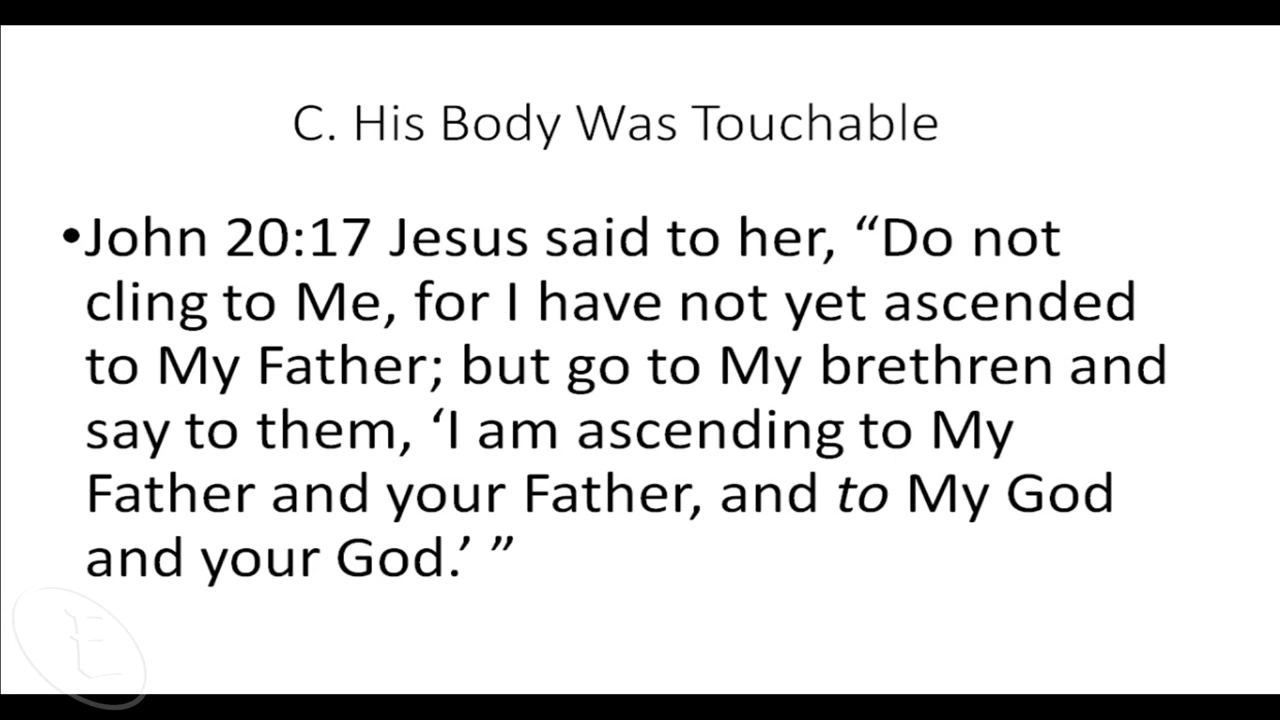 C. His Body Was Touchable
•John 20:17 Jesus said to her, “Do not
cling to Me, for I have not yet ascended
to My Father; but go to My brethren and
say to them, ‘I am ascending to My
Father and your Father, and to My God
and your God.’ ”